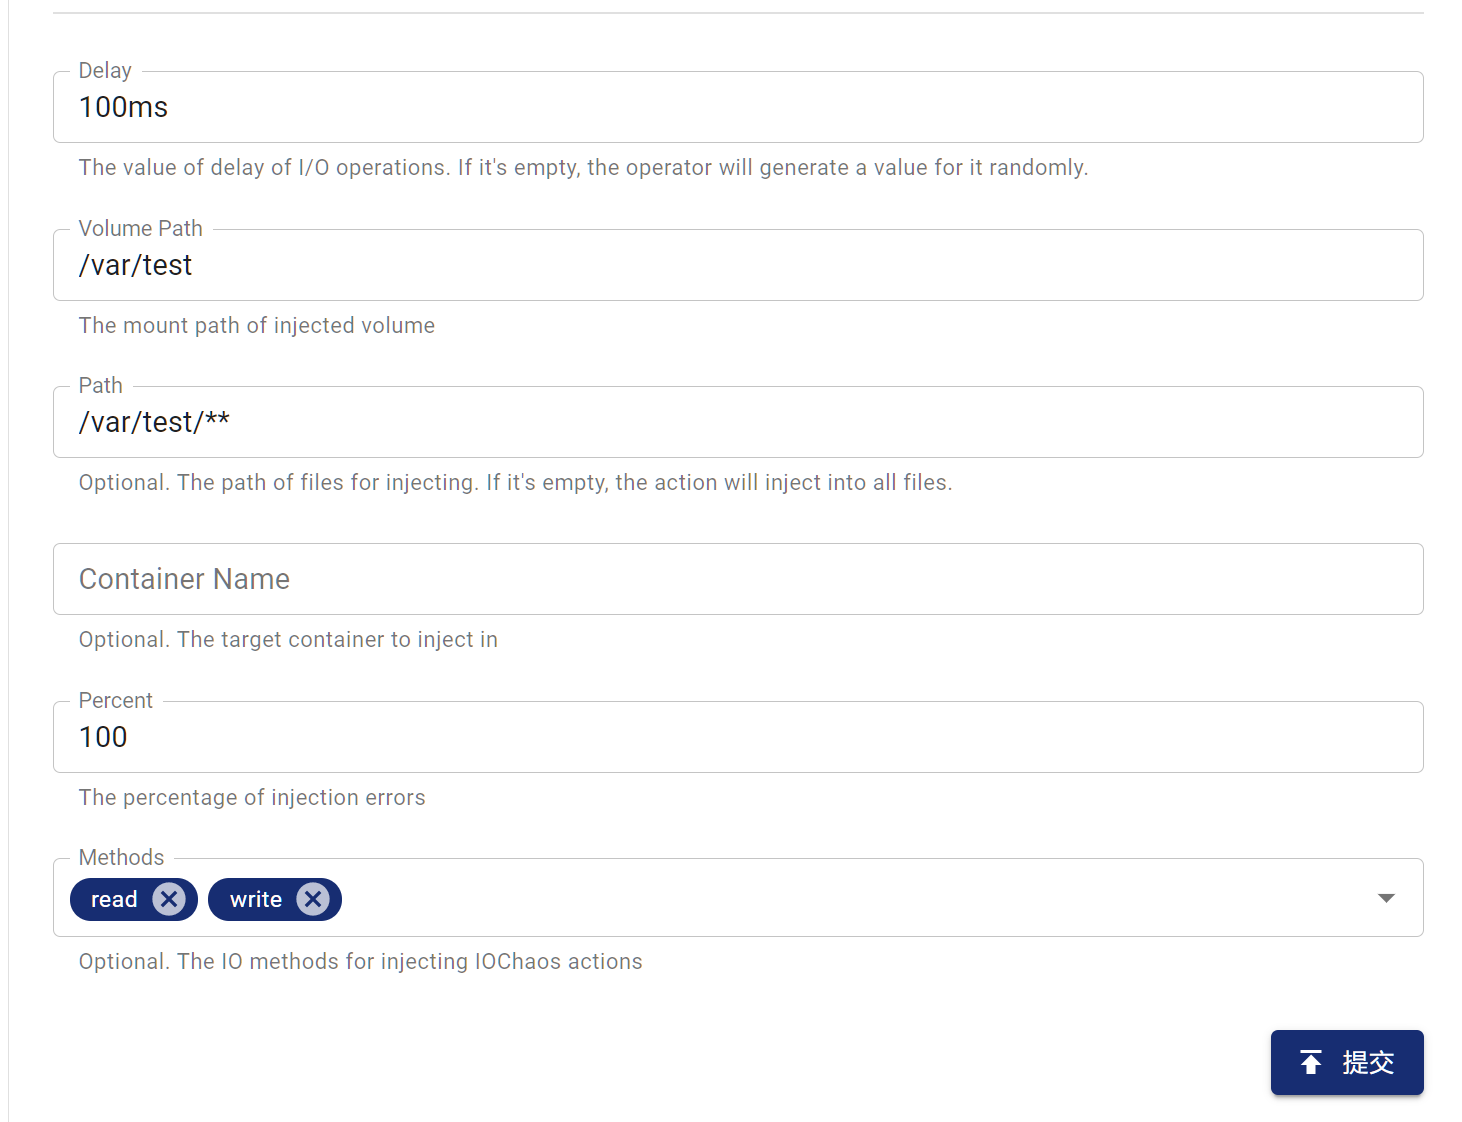 Delay
100ms
The value of delay of I/O operations. If it's empty, the operator will generate a value for it randomly.
Volume Path
/var/test
The mount path of injected volume
Path
/var/test/**
Optional. The path of files for injecting. If it's empty, the action will inject into all files.
Container Name
Optional. The target container to inject in
Percent
100
The percentage of injection errors
Methods
read write
Optional. The IO methods for injecting IOChaos actions
提交